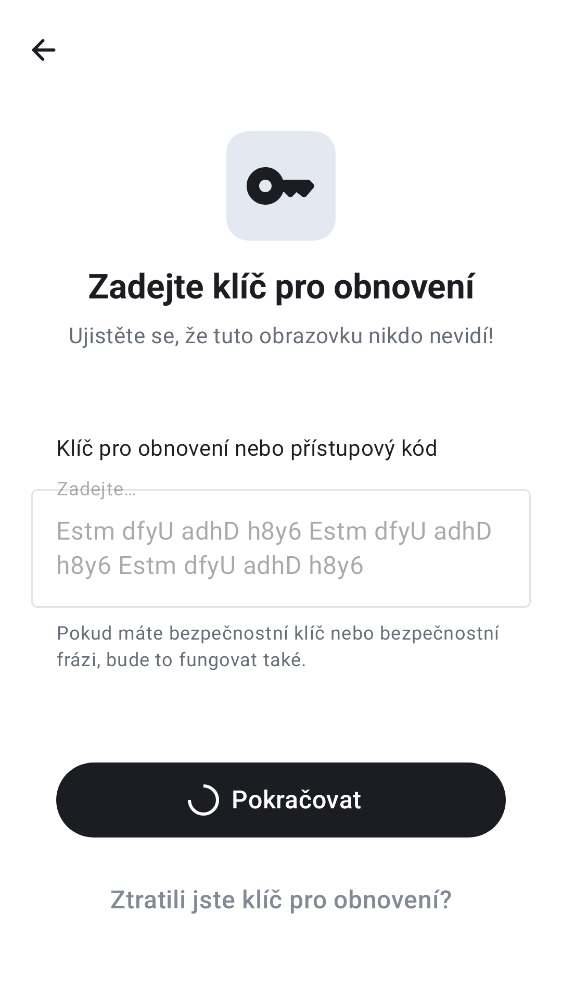 Zadejte klíč pro obnovení
Ujistěte se, že tuto obrazovku nikdo nevidí!
Klíč pro obnovení nebo přístupový kód
Zadejte…
Estm dfyU adhD h8y6 Estm dfyU adhD
h8y6 Estm dfyU adhD h8y6
Pokud máte bezpečnostní klíč nebo bezpečnostní
frázi, bude to fungovat také.
Pokračovat
Ztratili jste klíč pro obnovení?